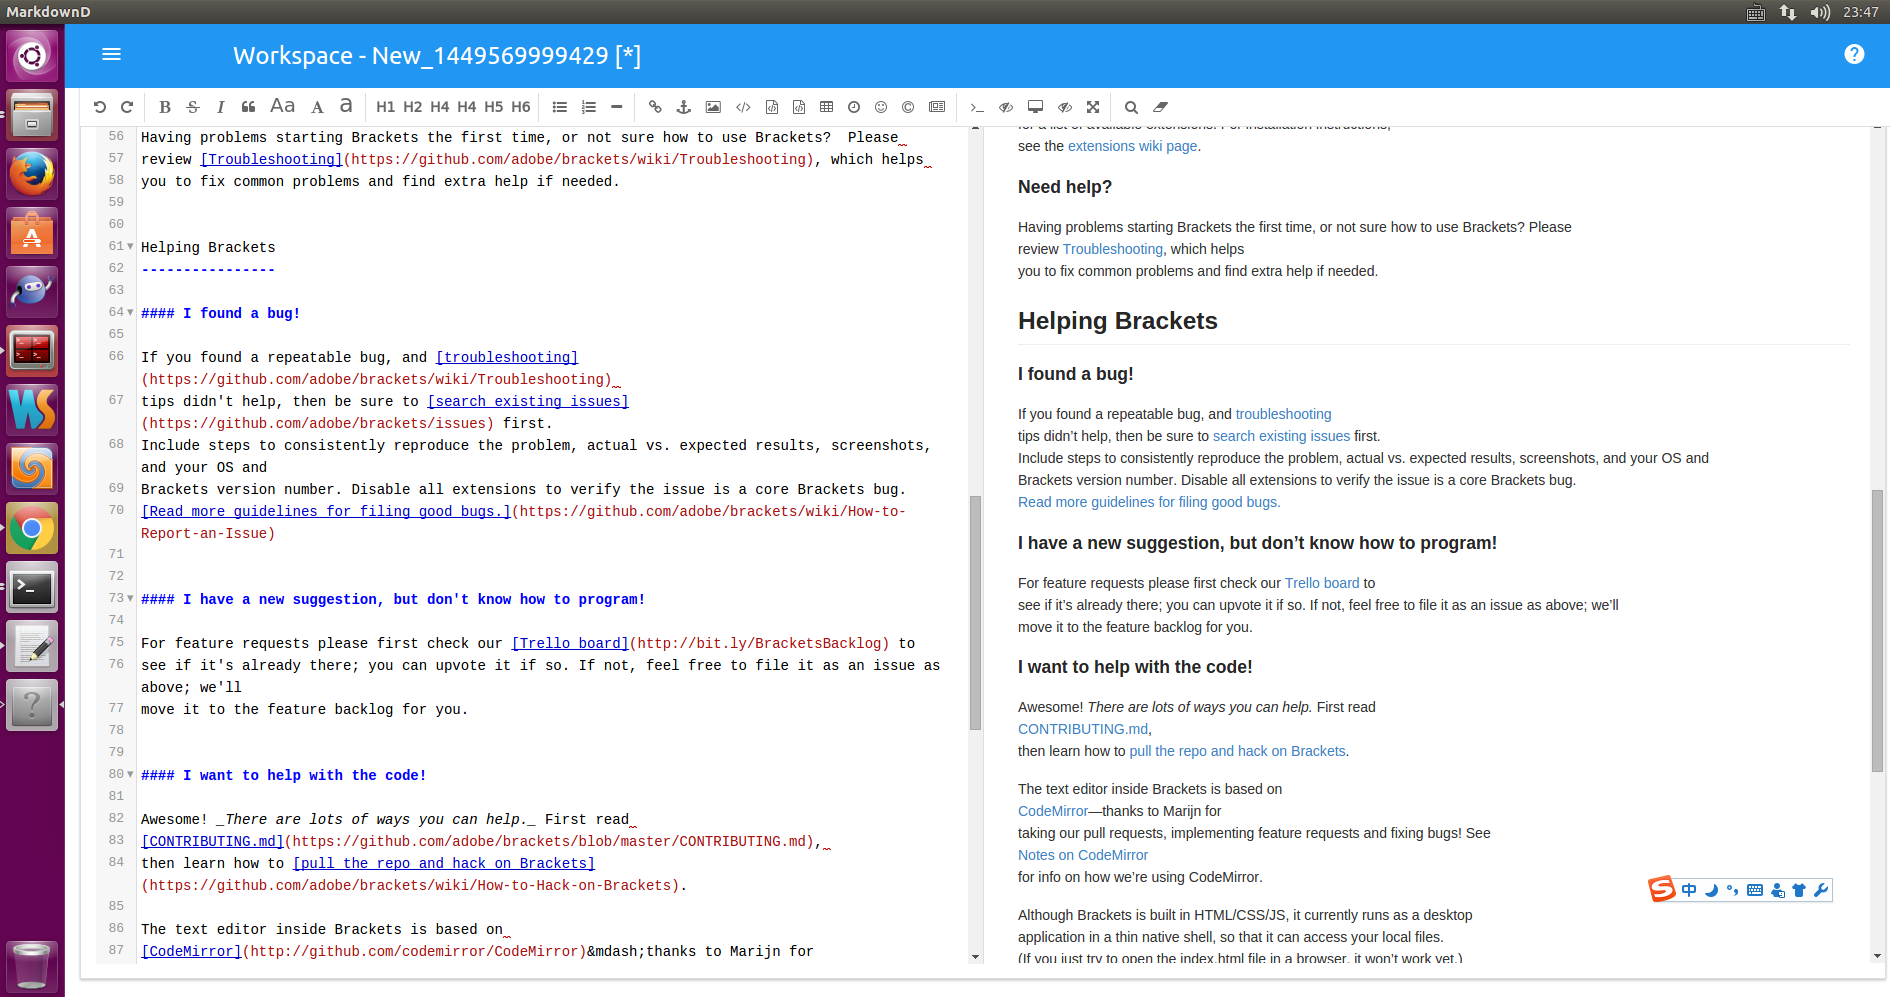 MarkdownD
23:47
Workspace - New_1449569999429 [*]
B S I Aa A a H1 H2 H4 H4 H5 H6
56 Having problems starting Brackets the first time, or not sure how to use Brackets?  Please
57 review [Troubleshooting](https://github.com/adobe/brackets/wiki/Troubleshooting), which helps
58 you to fix common problems and find extra help if needed.
59
60
61 Helping Brackets
62 ----------------
63
64 #### I found a bug!
65
66 If you found a repeatable bug, and [troubleshooting]
(https://github.com/adobe/brackets/wiki/Troubleshooting)
67 tips didn't help, then be sure to [search existing issues]
(https://github.com/adobe/brackets/issues) first.
68 Include steps to consistently reproduce the problem, actual vs. expected results, screenshots,
and your OS and
69 Brackets version number. Disable all extensions to verify the issue is a core Brackets bug.
70 [Read more guidelines for filing good bugs.](https://github.com/adobe/brackets/wiki/How-to-
Report-an-Issue)
71
72
73 #### I have a new suggestion, but don't know how to program!
74
75 For feature requests please first check our [Trello board](http://bit.ly/BracketsBacklog) to
76 see if it's already there; you can upvote it if so. If not, feel free to file it as an issue as
above; we'll
77 move it to the feature backlog for you.
78
79
80 #### I want to help with the code!
81
82 Awesome! _There are lots of ways you can help._ First read
83 [CONTRIBUTING.md](https://github.com/adobe/brackets/blob/master/CONTRIBUTING.md),
84 then learn how to [pull the repo and hack on Brackets]
(https://github.com/adobe/brackets/wiki/How-to-Hack-on-Brackets).
85
86 The text editor inside Brackets is based on
87 [CodeMirror](http://github.com/codemirror/CodeMirror)&mdash;thanks to Marijn for
for a list of available extensions. For installation instructions,
see the extensions wiki page.
Need help?
Having problems starting Brackets the first time, or not sure how to use Brackets? Please
review Troubleshooting, which helps
you to fix common problems and find extra help if needed.
Helping Brackets
I found a bug!
If you found a repeatable bug, and troubleshooting
tips didn’t help, then be sure to search existing issues first.
Include steps to consistently reproduce the problem, actual vs. expected results, screenshots, and your OS and
Brackets version number. Disable all extensions to verify the issue is a core Brackets bug.
Read more guidelines for filing good bugs.
I have a new suggestion, but don’t know how to program!
For feature requests please first check our Trello board to
see if it’s already there; you can upvote it if so. If not, feel free to file it as an issue as above; we’ll
move it to the feature backlog for you.
I want to help with the code!
Awesome! There are lots of ways you can help. First read
CONTRIBUTING.md,
then learn how to pull the repo and hack on Brackets.
The text editor inside Brackets is based on
CodeMirror—thanks to Marijn for
taking our pull requests, implementing feature requests and fixing bugs! See
Notes on CodeMirror
for info on how we’re using CodeMirror.
S 中
Although Brackets is built in HTML/CSS/JS, it currently runs as a desktop
application in a thin native shell, so that it can access your local files.
(If you just try to open the index.html file in a browser, it won’t work yet.)
WS